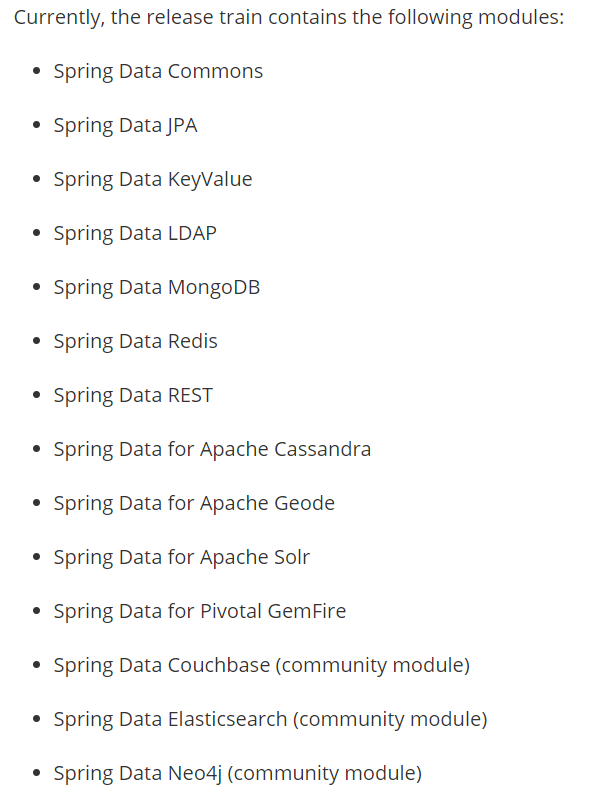 Currently, the release train contains the following modules:
• Spring Data Commons
• Spring Data JPA
• Spring Data KeyValue
• Spring Data LDAP
• Spring Data MongoDB
• Spring Data Redis
• Spring Data REST
• Spring Data for Apache Cassandra
• Spring Data for Apache Geode
• Spring Data for Apache Solr
• Spring Data for Pivotal GemFire
• Spring Data Couchbase (community module)
• Spring Data Elasticsearch (community module)
• Spring Data Neo4j (community module)